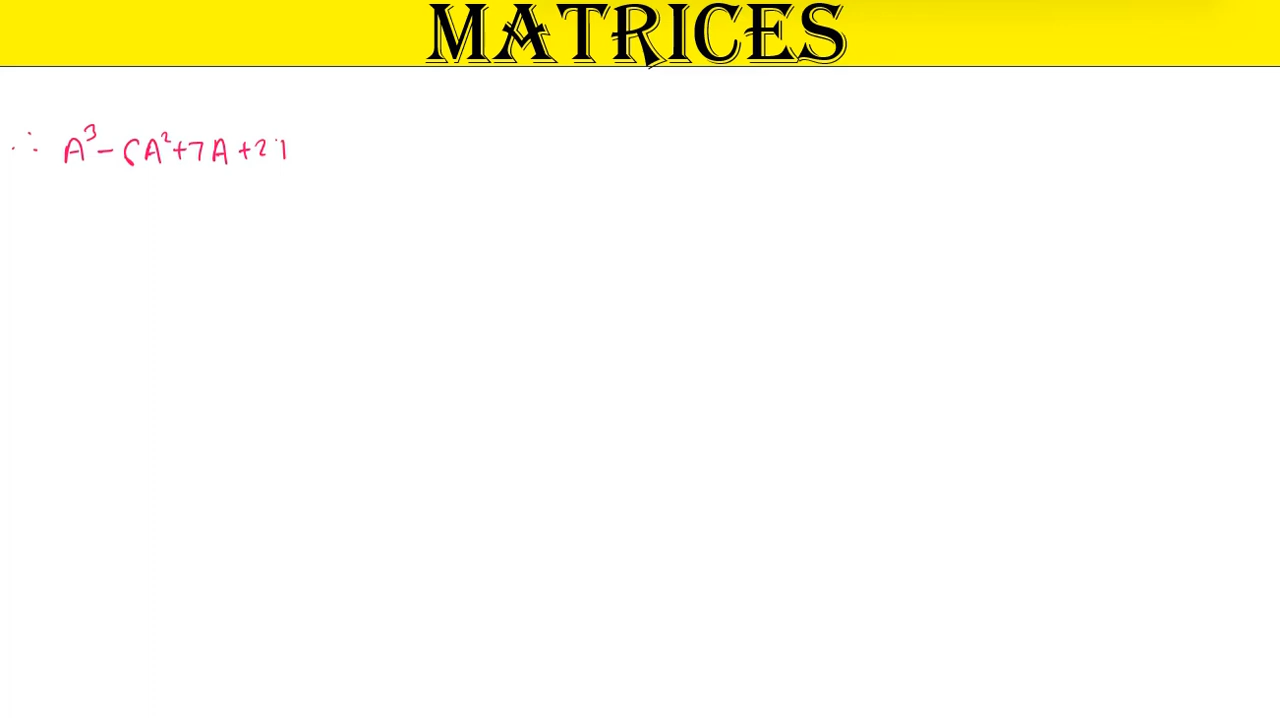 MATRICES
∴ A³ - 6A² + 7A + 2I